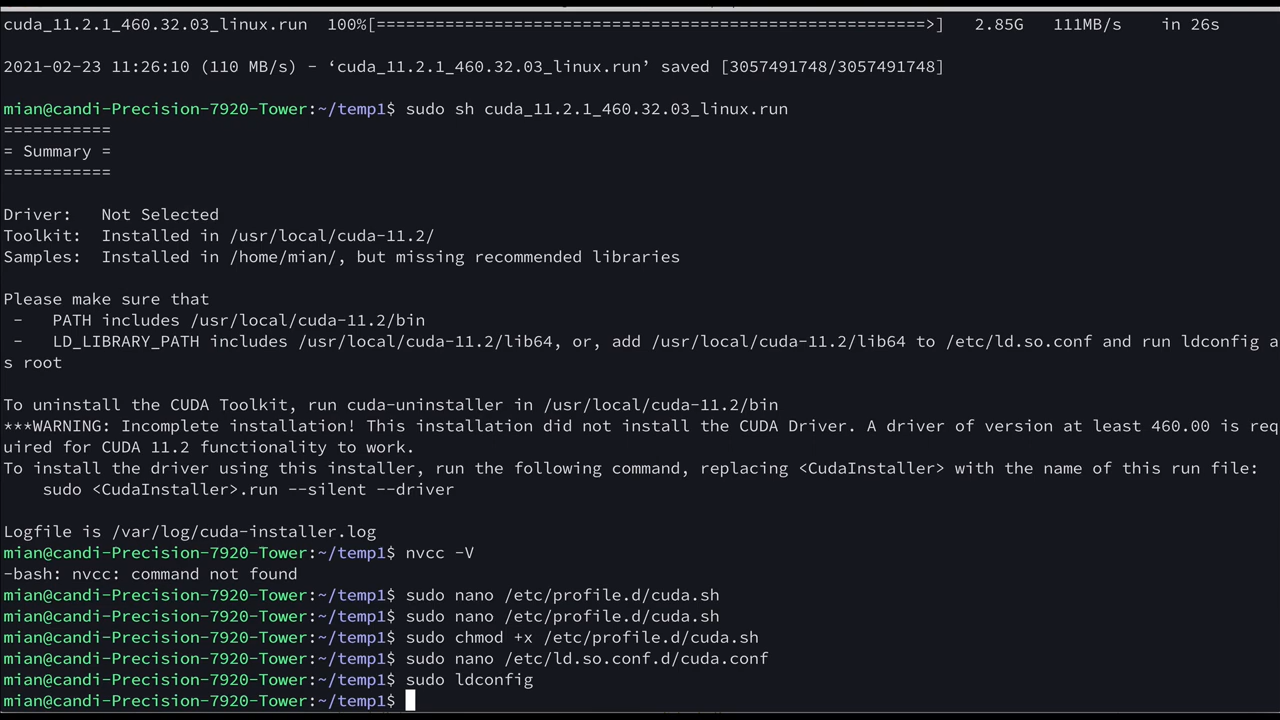 cuda_11.2.1_460.32.03_linux.run  100%[========================================================>]   2.85G   111MB/s    in 26s
2021-02-23 11:26:10 (110 MB/s) - ‘cuda_11.2.1_460.32.03_linux.run’ saved [3057491748/3057491748]
mian@candi-Precision-7920-Tower:~/temp1$ sudo sh cuda_11.2.1_460.32.03_linux.run
===========
= Summary =
===========
Driver:   Not Selected
Toolkit:  Installed in /usr/local/cuda-11.2/
Samples:  Installed in /home/mian/, but missing recommended libraries
Please make sure that
 -   PATH includes /usr/local/cuda-11.2/bin
 -   LD_LIBRARY_PATH includes /usr/local/cuda-11.2/lib64, or, add /usr/local/cuda-11.2/lib64 to /etc/ld.so.conf and run ldconfig a
s root
To uninstall the CUDA Toolkit, run cuda-uninstaller in /usr/local/cuda-11.2/bin
***WARNING: Incomplete installation! This installation did not install the CUDA Driver. A driver of version at least 460.00 is req
uired for CUDA 11.2 functionality to work.
To install the driver using this installer, run the following command, replacing <CudaInstaller> with the name of this run file:
    sudo <CudaInstaller>.run --silent --driver
Logfile is /var/log/cuda-installer.log
mian@candi-Precision-7920-Tower:~/temp1$ nvcc -V
-bash: nvcc: command not found
mian@candi-Precision-7920-Tower:~/temp1$ sudo nano /etc/profile.d/cuda.sh
mian@candi-Precision-7920-Tower:~/temp1$ sudo nano /etc/profile.d/cuda.sh
mian@candi-Precision-7920-Tower:~/temp1$ sudo chmod +x /etc/profile.d/cuda.sh
mian@candi-Precision-7920-Tower:~/temp1$ sudo nano /etc/ld.so.conf.d/cuda.conf
mian@candi-Precision-7920-Tower:~/temp1$ sudo ldconfig
mian@candi-Precision-7920-Tower:~/temp1$